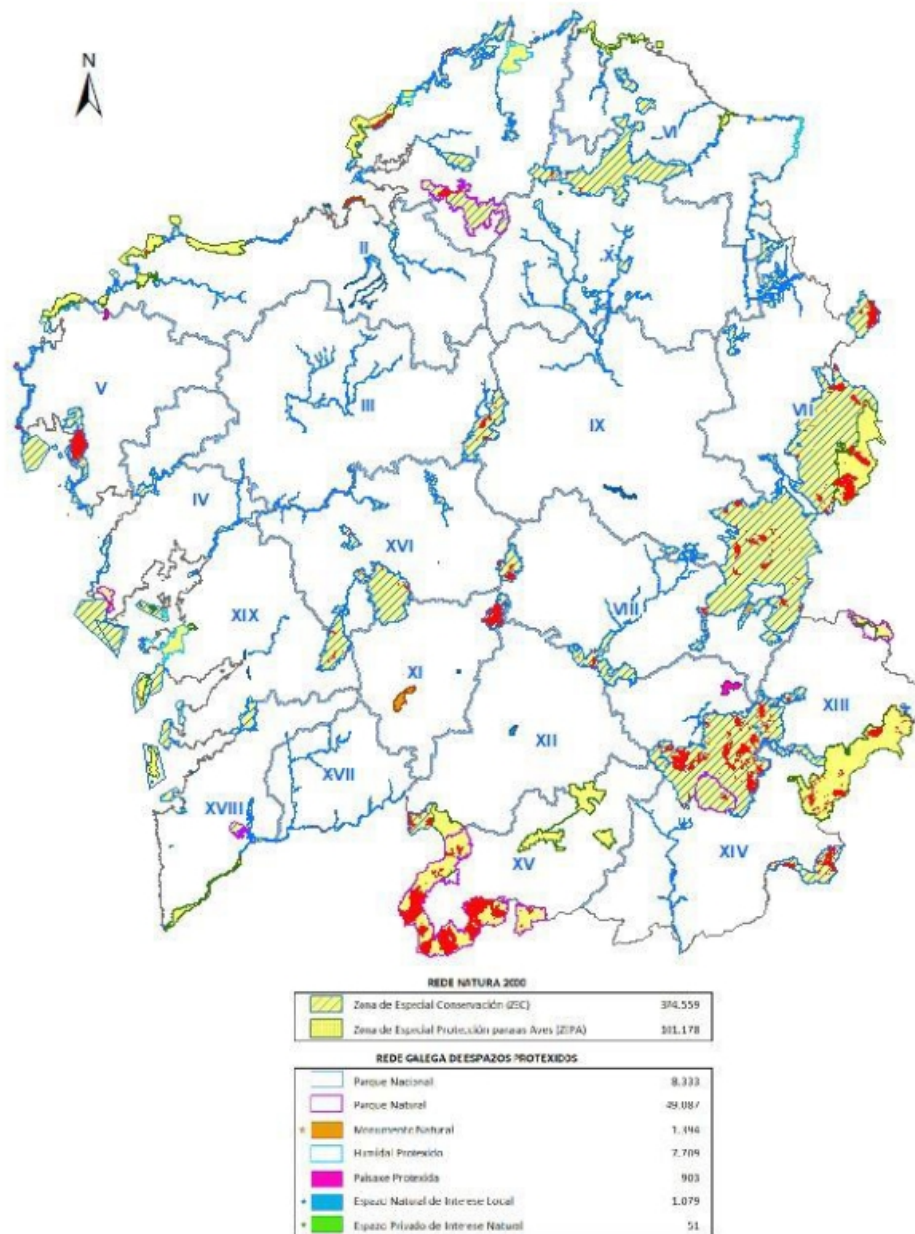 N
I
VI
II
X
V
III
IX
VII
IV
XVI
VIII
XIX
XI
XIII
XII
XVII
XVIII
XV
XIV
REDE NATURA 2000
Zona de Especial Conservación (ZEC) 374.559
Zona de Especial Protección para as Aves (ZEPA) 101.178
REDE GALEGA DE ESPAZOS PROTEXIDOS
Parque Nacional 8.333
Parque Natural 49.087
Monumento Natural 1.394
Humidal Protexido 7.709
Paisaxe Protexida 903
Espazo Natural de Interese Local 1.079
Espazo Privado de Interese Natural 51